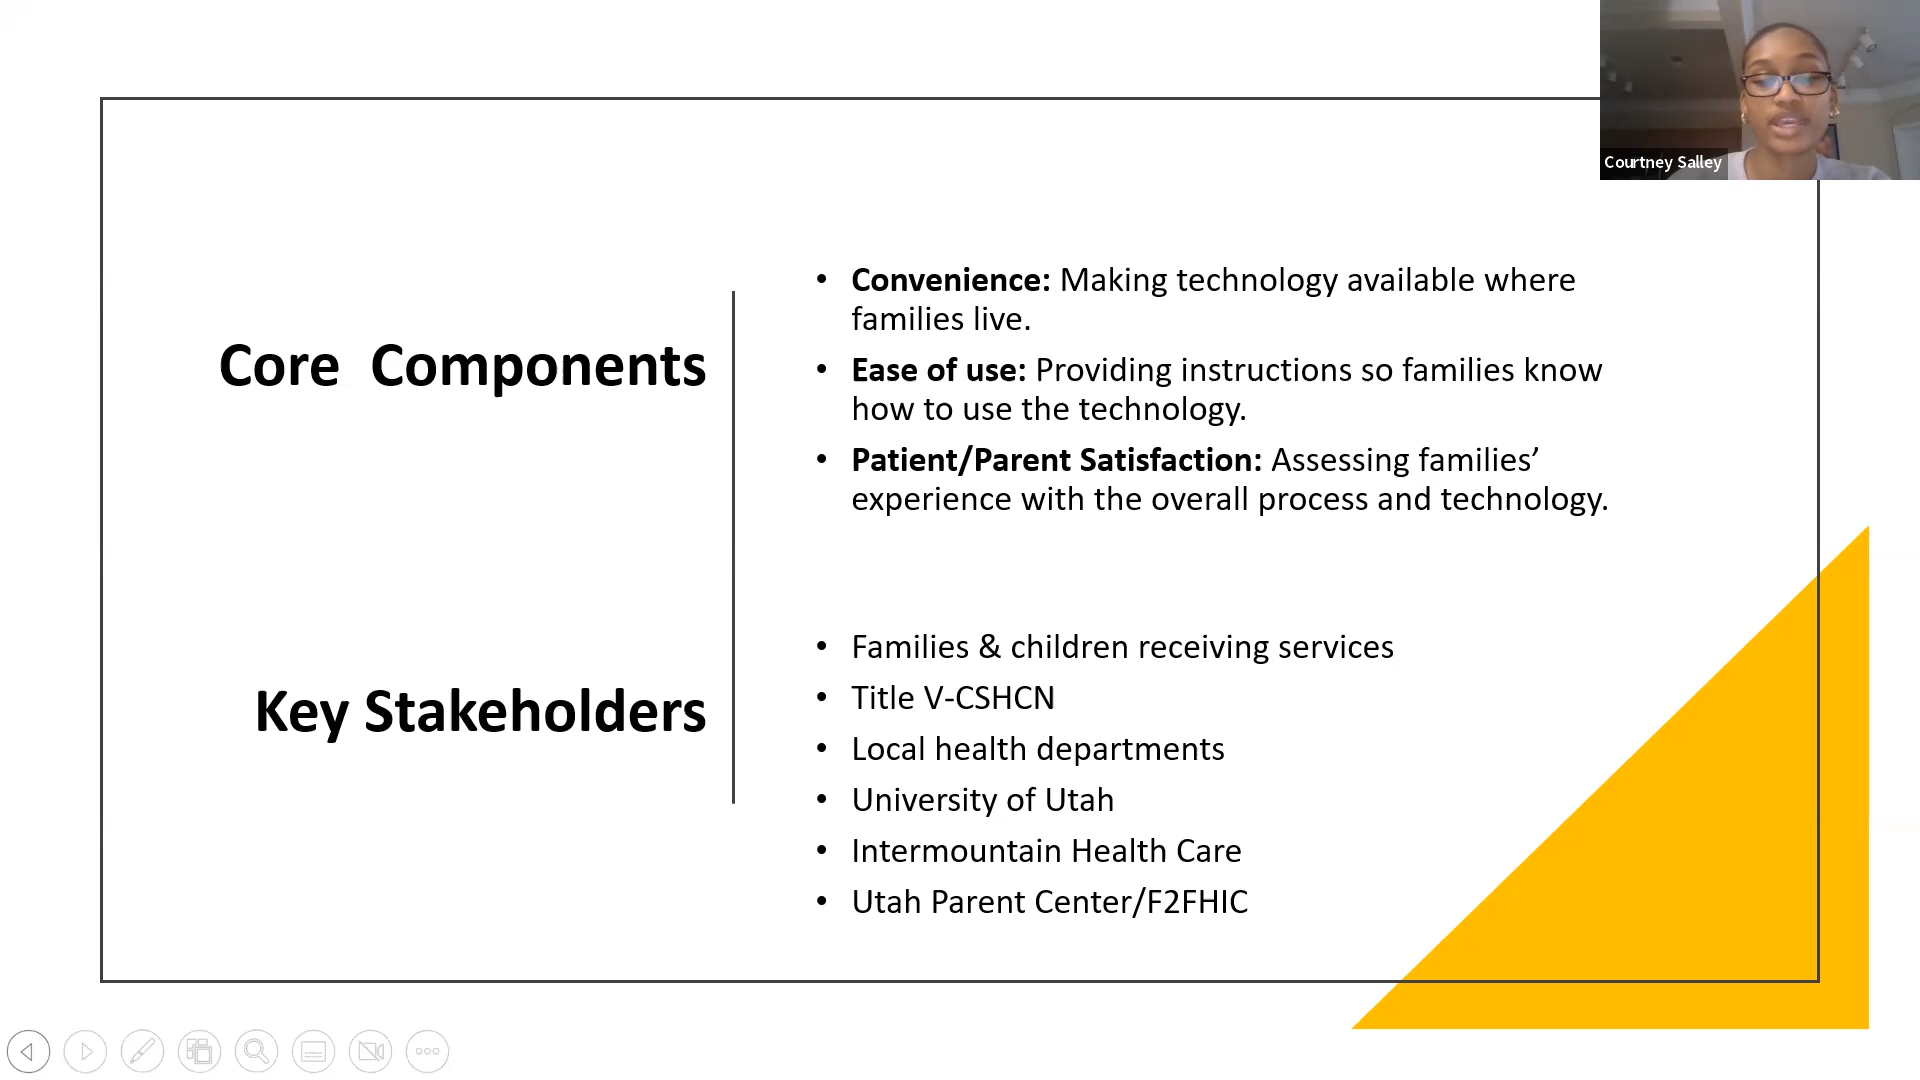 Courtney Salley
Core Components
• Convenience: Making technology available where
families live.
• Ease of use: Providing instructions so families know
how to use the technology.
• Patient/Parent Satisfaction: Assessing families’
experience with the overall process and technology.
Key Stakeholders
• Families & children receiving services
• Title V-CSHCN
• Local health departments
• University of Utah
• Intermountain Health Care
• Utah Parent Center/F2FHIC